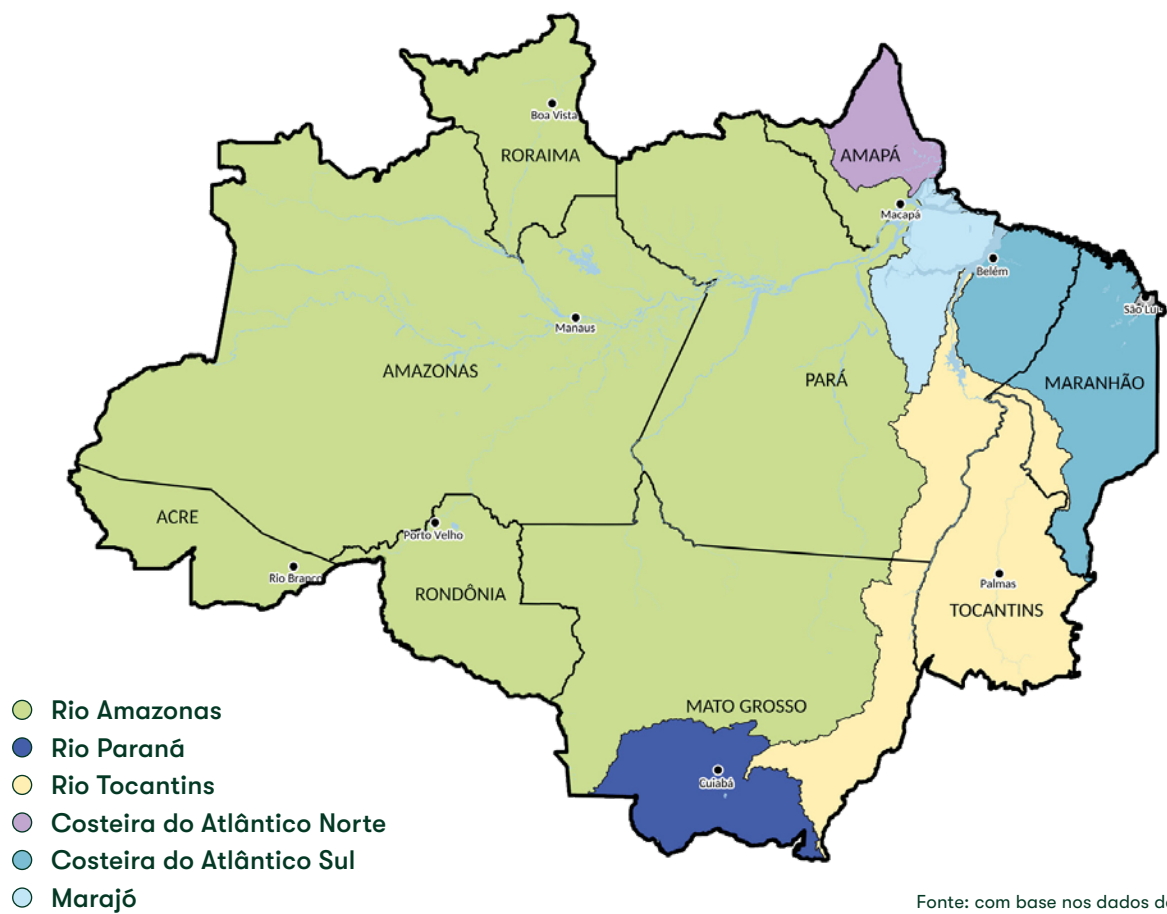 Boa Vista
RORAIMA
AMAPÁ
Macapá
Belém
São Luí
Manaus
AMAZONAS
PARÁ
MARANHÃO
ACRE
Porto Velho
Rio Branco
RONDÔNIA
Palmas
TOCANTINS
MATO GROSSO
Cuiabá
Rio Amazonas
Rio Paraná
Rio Tocantins
Costeira do Atlântico Norte
Costeira do Atlântico Sul
Marajó
Fonte: com base nos dados de